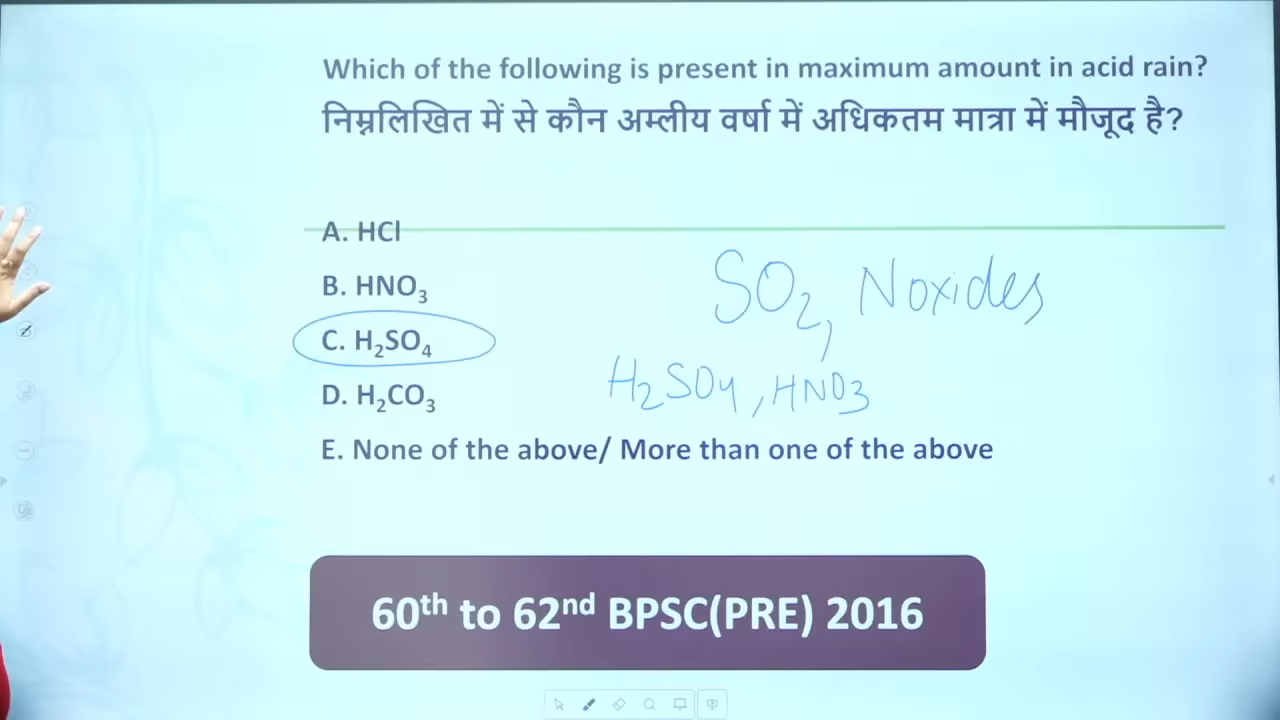 Which of the following is present in maximum amount in acid rain?
निम्नलिखित में से कौन अम्लीय वर्षा में अधिकतम मात्रा में मौजूद है?
A. HCl
B. HNO₃
C. H₂SO₄
D. H₂CO₃
E. None of the above/ More than one of the above
SO₂, Noxides
H₂SO₄, HNO₃
60th to 62nd BPSC(PRE) 2016